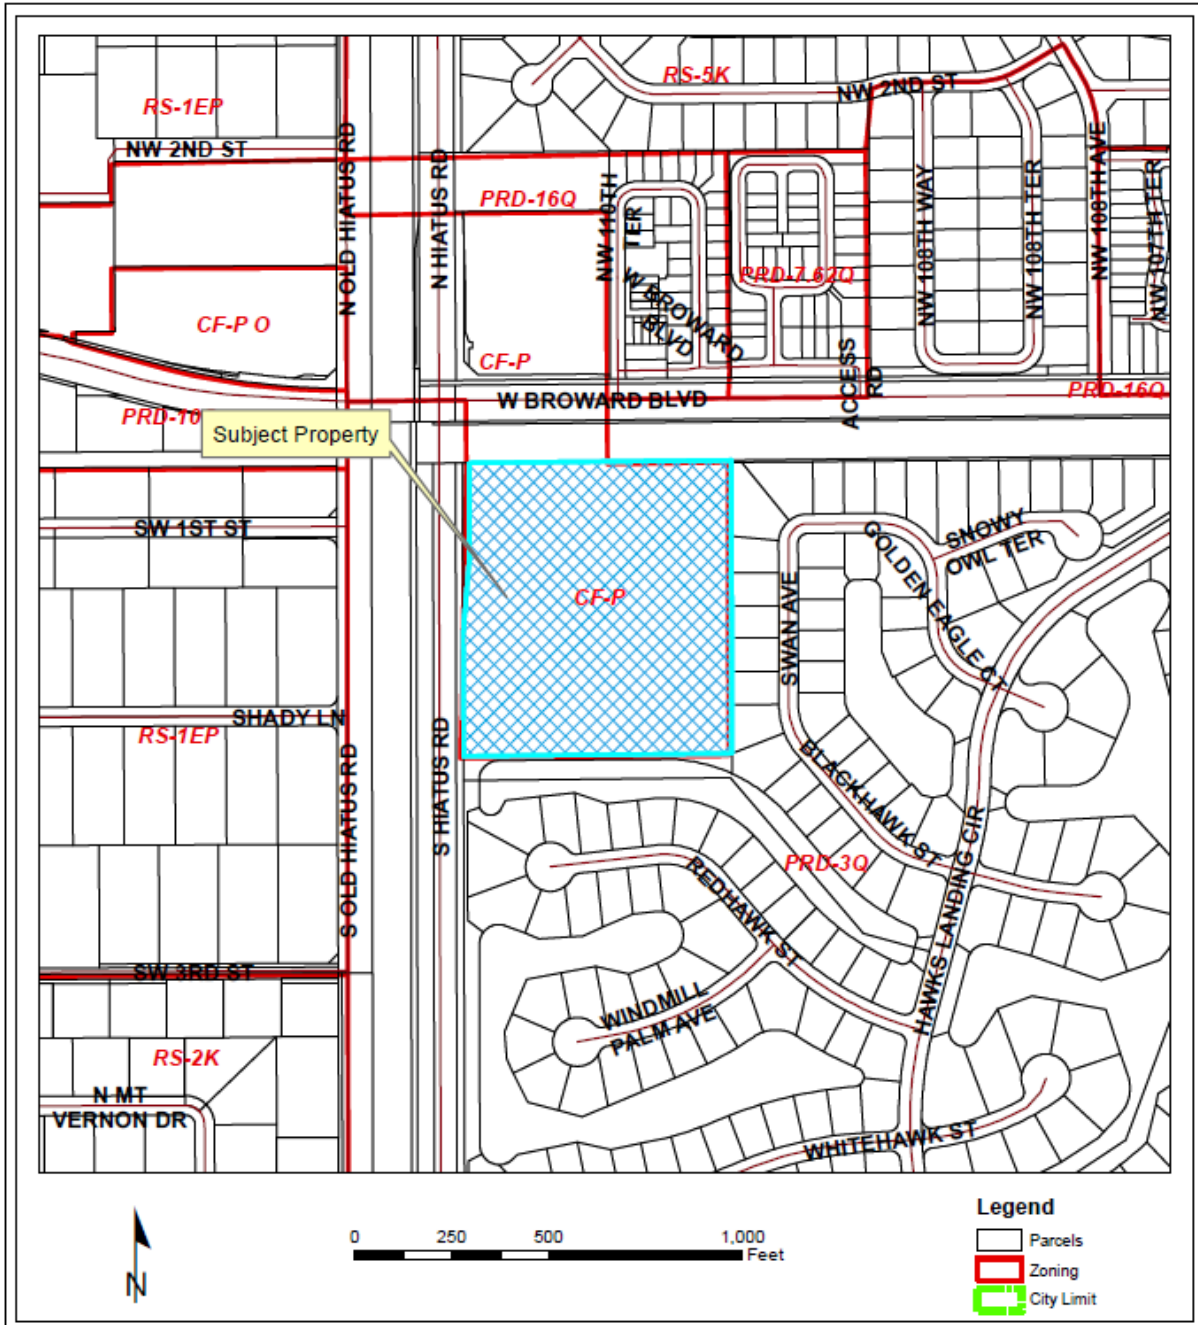 RS-5K
NW 2ND ST
RS-1EP
NW 2ND ST
N OLD HIATUS RD
N HIATUS RD
PRD-16Q
NW 110TH
TER
W BROWARD
BLVD
PRD-7.62Q
NW 108TH WAY
NW 108TH TER
NW 108TH AVE
NW 107TH TER
CF-P O
CF-P
ACCESS
RD
W BROWARD BLVD
PRD-16Q
PRD-10
Subject Property
SW 1ST ST
CF-P
SWAN AVE
GOLDEN EAGLE CT
SNOWY
OWL TER
SHADY LN
RS-1EP
S OLD HIATUS RD
S HIATUS RD
BLACKHAWK ST
PRD-3Q
REDHAWK ST
HAWKS LANDING CIR
SW 3RD ST
WINDMILL
PALM AVE
RS-2K
N MT
VERNON DR
WHITEHAWK ST
N
0 250 500 1,000
Feet
Legend
Parcels
Zoning
City Limit